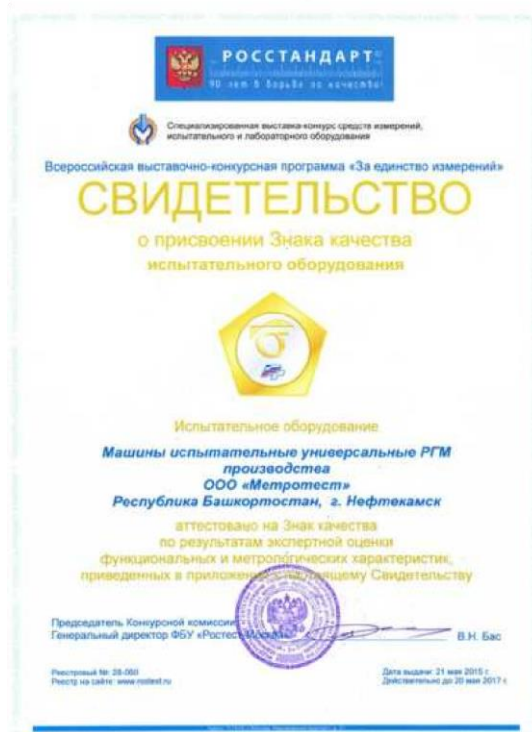 РОССТАНДАРТ
90 лет в борьбе за качество!
Специализированная выставка-конкурс средств измерений,
испытательного и лабораторного оборудования
Всероссийская выставочно-конкурсная программа «За единство измерений»
СВИДЕТЕЛЬСТВО
о присвоении Знака качества
испытательного оборудования
Испытательное оборудование
Машины испытательные универсальные РГМ
производства
ООО «Метротест»
Республика Башкортостан, г. Нефтекамск
аттестовано на Знак качества
по результатам экспертной оценки
функциональных и метрологических характеристик,
приведенных в приложении к настоящему Свидетельству
Председатель Конкурсной комиссии
Генеральный директор ФБУ «Ростест-Москва»
В.Н. Бас
Реестровый № 28-060
Реестр на сайте: www.rostest.ru
Дата выдачи: 21 мая 2015 г.
Действительно до 20 мая 2017 г.